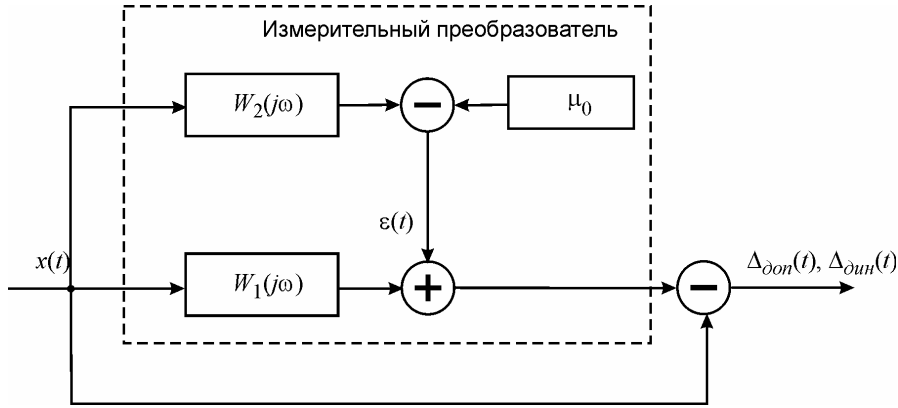 Измерительный преобразователь
W₂(jω)
−
μ₀
ε(t)
x(t)
W₁(jω)
+
−
Δдоп(t), Δдин(t)